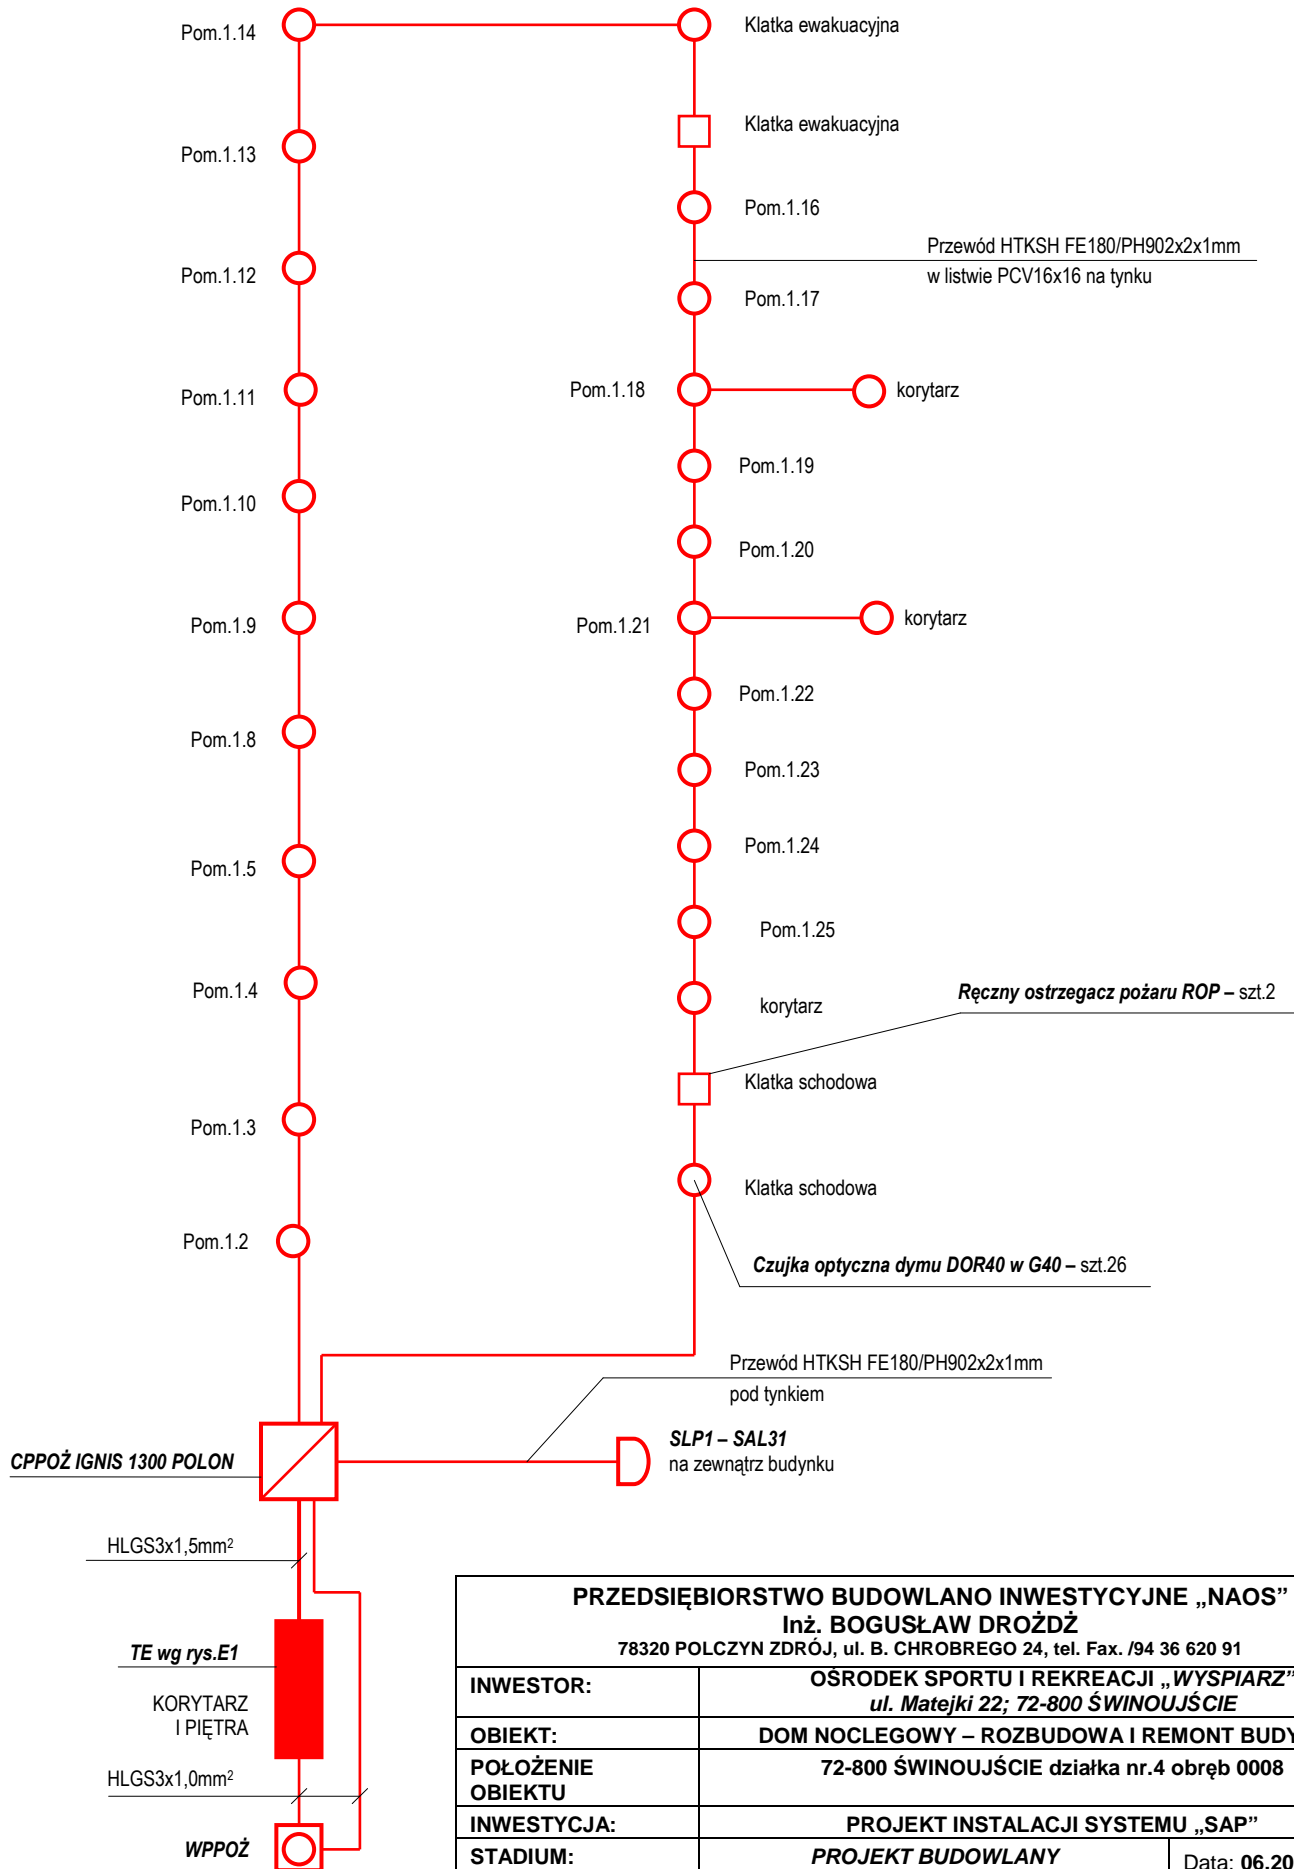 Pom.1.14
Klatka ewakuacyjna
Klatka ewakuacyjna
Pom.1.13
Pom.1.16
Przewód HTKSH FE180/PH902x2x1mm
w listwie PCV16x16 na tynku
Pom.1.12
Pom.1.17
Pom.1.11
Pom.1.18
korytarz
Pom.1.19
Pom.1.10
Pom.1.20
Pom.1.9
Pom.1.21
korytarz
Pom.1.22
Pom.1.8
Pom.1.23
Pom.1.24
Pom.1.5
Pom.1.25
Pom.1.4
korytarz
Ręczny ostrzegacz pożaru ROP – szt.2
Klatka schodowa
Pom.1.3
Klatka schodowa
Pom.1.2
Czujka optyczna dymu DOR40 w G40 – szt.26
Przewód HTKSH FE180/PH902x2x1mm
pod tynkiem
SLP1 – SAL31
na zewnątrz budynku
CPPOŻ IGNIS 1300 POLON
HLGS3x1,5mm²
TE wg rys.E1
KORYTARZ
I PIĘTRA
HLGS3x1,0mm²
WPPOŻ
PRZEDSIĘBIORSTWO BUDOWLANO INWESTYCYJNE „NAOS”
Inż. BOGUSŁAW DROŻDŻ
78320 POLCZYN ZDRÓJ, ul. B. CHROBREGO 24, tel. Fax. /94 36 620 91
INWESTOR:
OŚRODEK SPORTU I REKREACJI „WYSPIARZ”
ul. Matejki 22; 72-800 ŚWINOUJŚCIE
OBIEKT:
DOM NOCLEGOWY – ROZBUDOWA I REMONT BUDY
POŁOŻENIE
OBIEKTU
72-800 ŚWINOUJŚCIE działka nr.4 obręb 0008
INWESTYCJA:
PROJEKT INSTALACJI SYSTEMU „SAP”
STADIUM:
PROJEKT BUDOWLANY
Data: 06.20